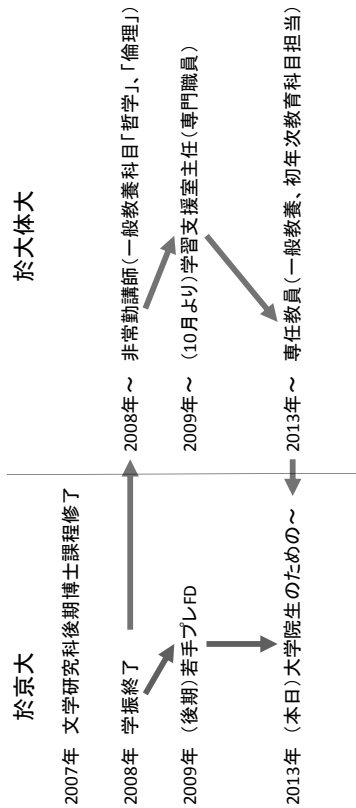 於京大
2007年 文学研究科後期博士課程修了
2008年 学振終了
2009年 (後期)若手プレFD
2013年 (本日)大学院生のための~
於大体大
2008年~ 非常勤講師(一般教養科目「哲学」、「倫理」)
2009年~ (10月より)学習支援室主任(専門職員)
2013年~ 専任教員(一般教養、初年次教育科目担当)